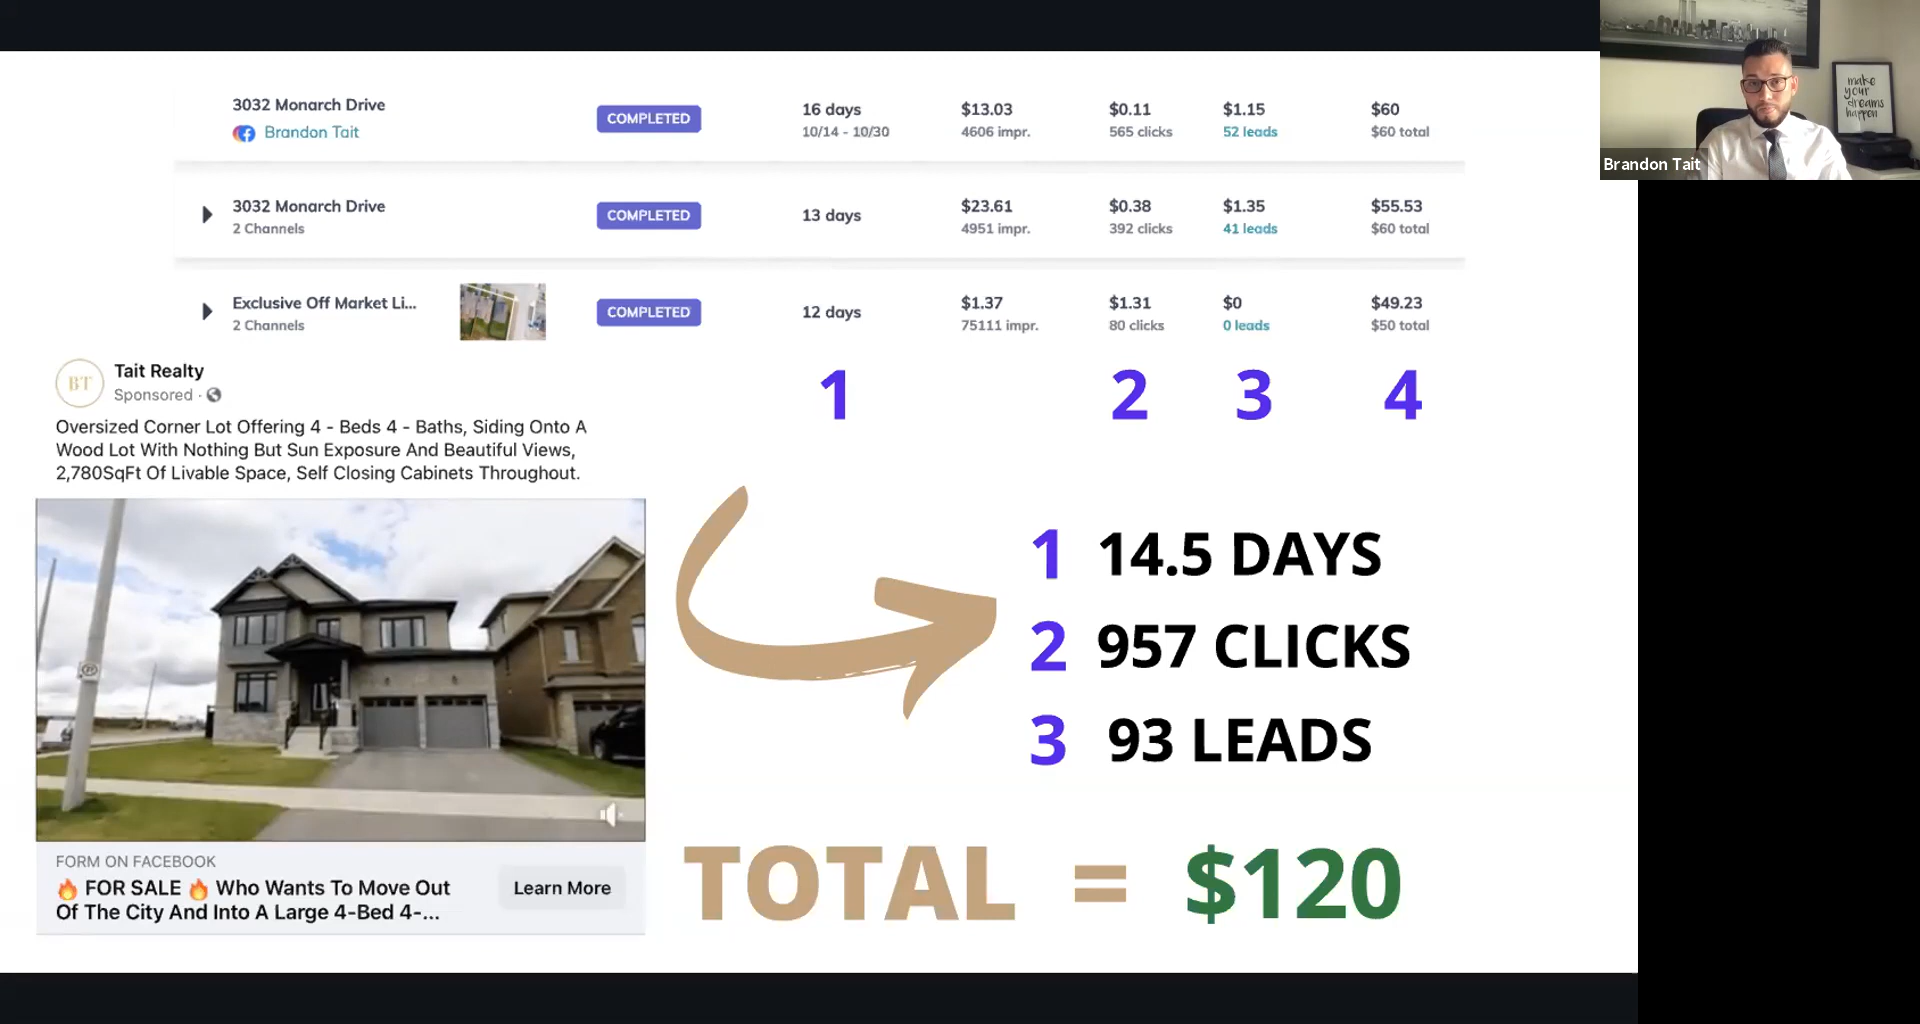 3032 Monarch Drive
Brandon Tait
COMPLETED
16 days
10/14 - 10/30
$13.03
4606 impr.
$0.11
565 clicks
$1.15
52 leads
$60
$60 total
3032 Monarch Drive
2 Channels
COMPLETED
13 days
$23.61
4951 impr.
$0.38
392 clicks
$1.35
41 leads
$55.53
$60 total
Exclusive Off Market Li...
2 Channels
COMPLETED
12 days
$1.37
75111 impr.
$1.31
80 clicks
$0
0 leads
$49.23
$50 total
1 2 3 4
BT
Tait Realty
Sponsored ·
Oversized Corner Lot Offering 4 - Beds 4 - Baths, Siding Onto A
Wood Lot With Nothing But Sun Exposure And Beautiful Views,
2,780SqFt Of Livable Space, Self Closing Cabinets Throughout.
FORM ON FACEBOOK
🔥 FOR SALE 🔥 Who Wants To Move Out
Of The City And Into A Large 4-Bed 4-...
Learn More
1 14.5 DAYS
2 957 CLICKS
3 93 LEADS
TOTAL = $120
make
your
dreams
happen
Brandon Tait